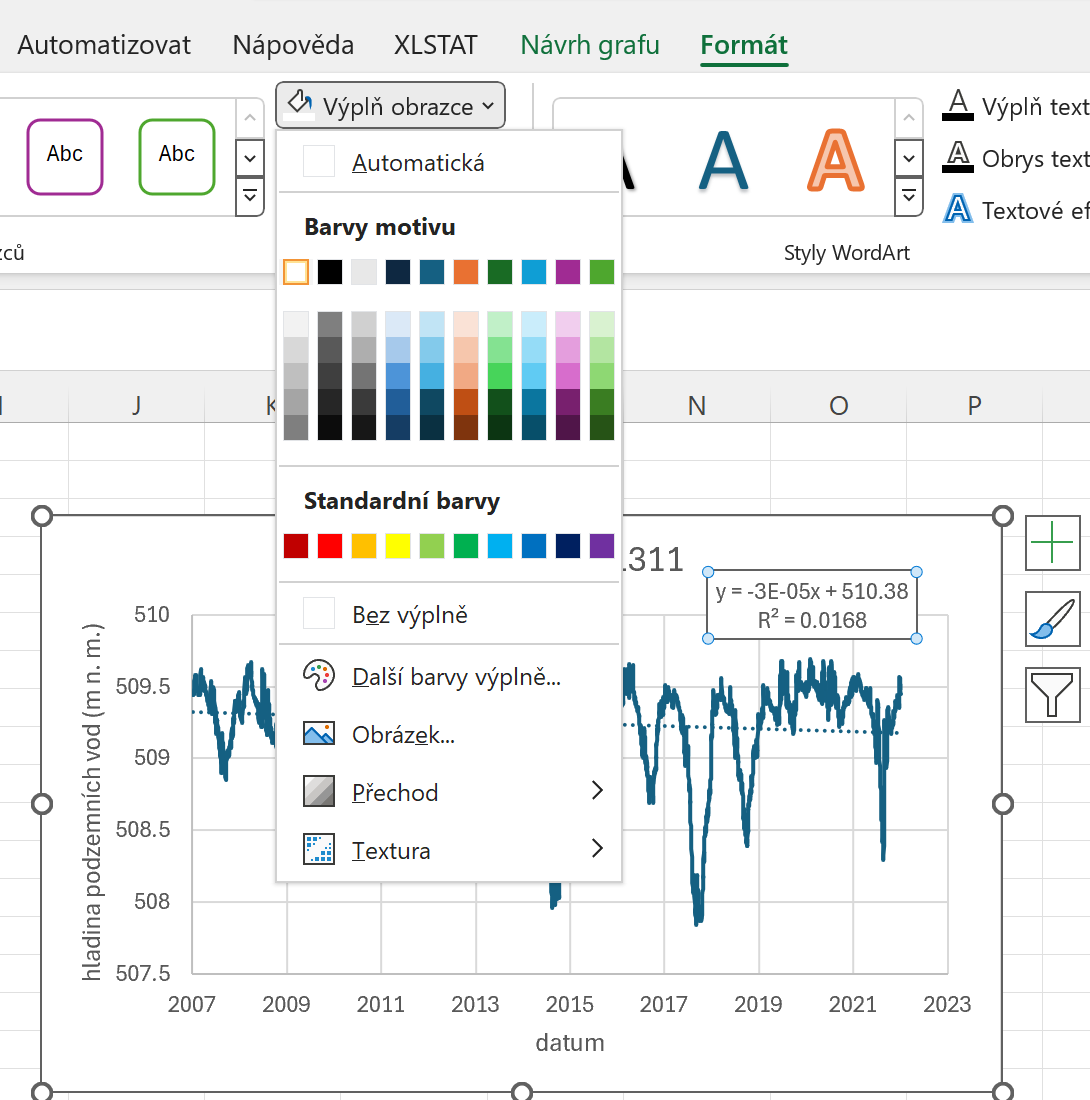 Automatizovat Nápověda XLSTAT Návrh grafu Formát
Výplň obrazce
Abc Abc
Výplň text
Obrys text
Textové ef
Styly WordArt
Automatická
Barvy motivu
J K N O P
Standardní barvy
Bez výplně
Další barvy výplně...
Obrázek...
Přechod
Textura
.311
y = -3E-05x + 510.38
R² = 0.0168
510
509.5
509
508.5
508
507.5
hladina podzemních vod (m n. m.)
2007 2009 2011 2013 2015 2017 2019 2021 2023
datum